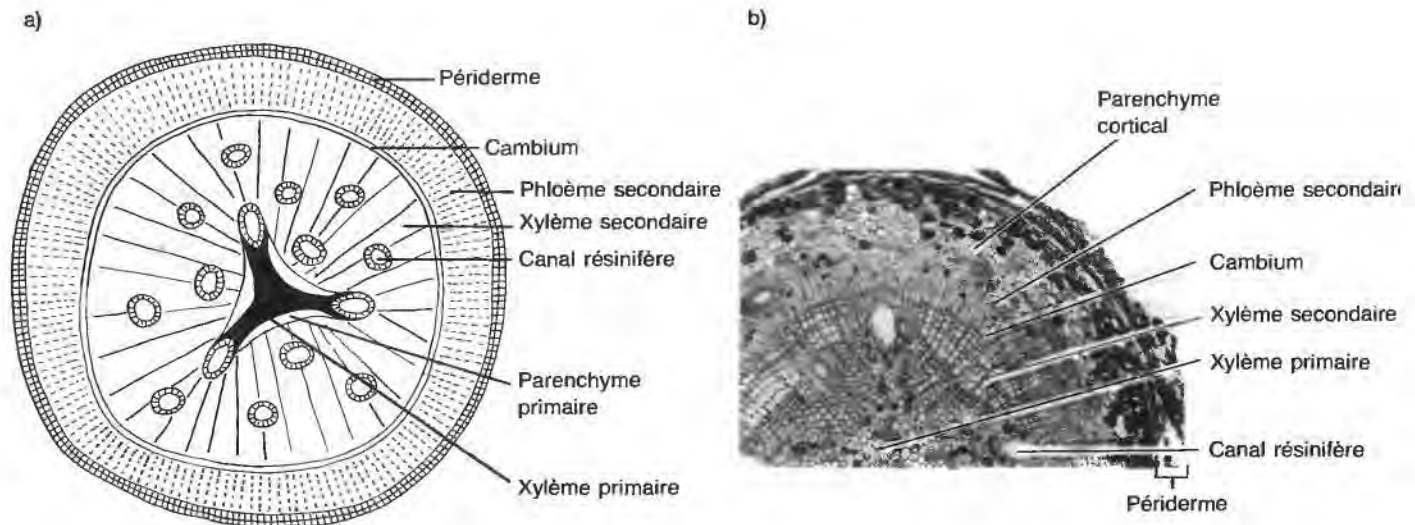 a)
Périderme
Cambium
Phloème secondaire
Xylème secondaire
Canal résinifère
Parenchyme
primaire
Xylème primaire
b)
Parenchyme
cortical
Phloème secondair
Cambium
Xylème secondaire
Xylème primaire
Canal résinifère
Périderme